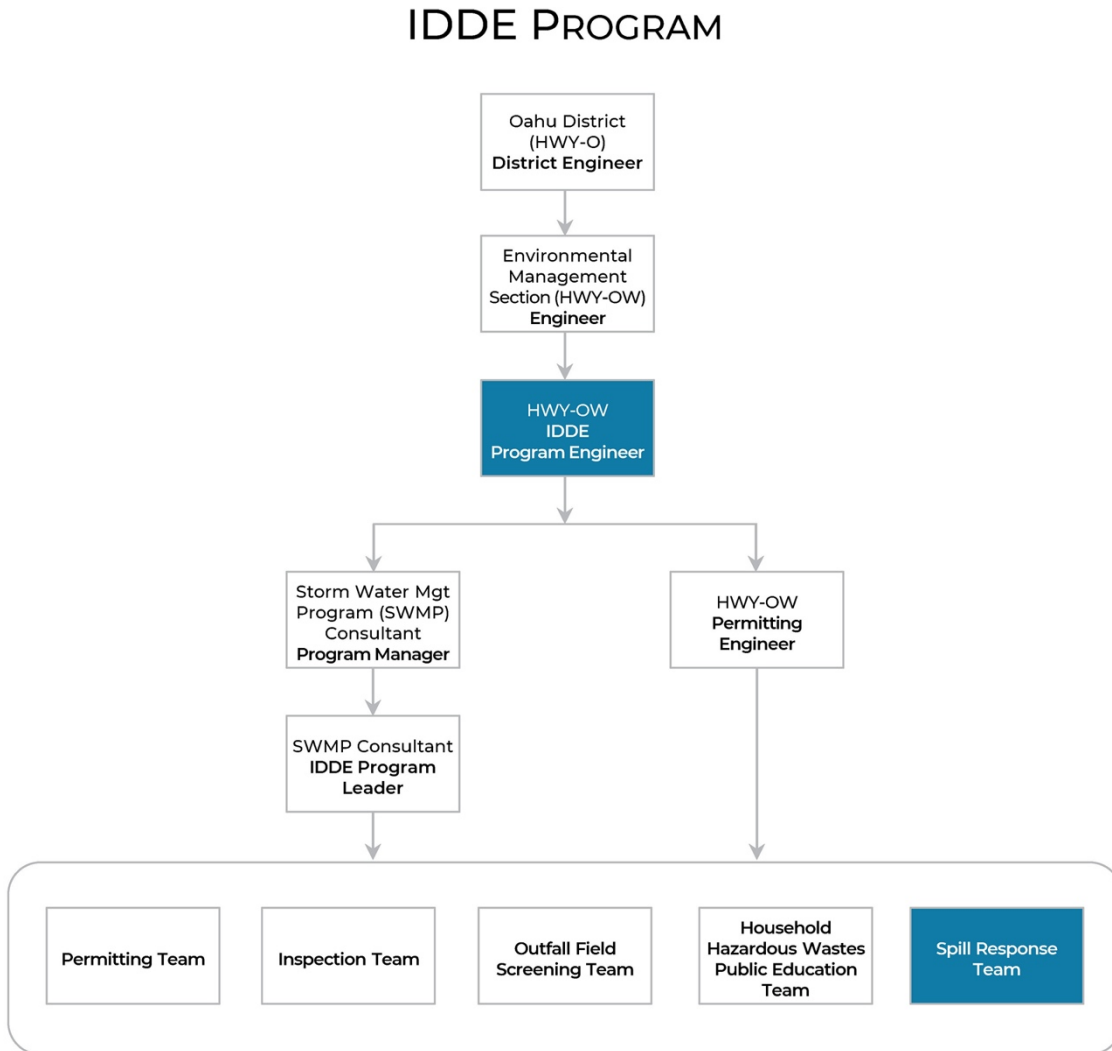 IDDE PROGRAM
Oahu District
(HWY-O)
District Engineer
Environmental
Management
Section (HWY-OW)
Engineer
HWY-OW
IDDE
Program Engineer
Storm Water Mgt
Program (SWMP)
Consultant
Program Manager
HWY-OW
Permitting
Engineer
SWMP Consultant
IDDE Program
Leader
Permitting Team
Inspection Team
Outfall Field
Screening Team
Household
Hazardous Wastes
Public Education
Team
Spill Response
Team